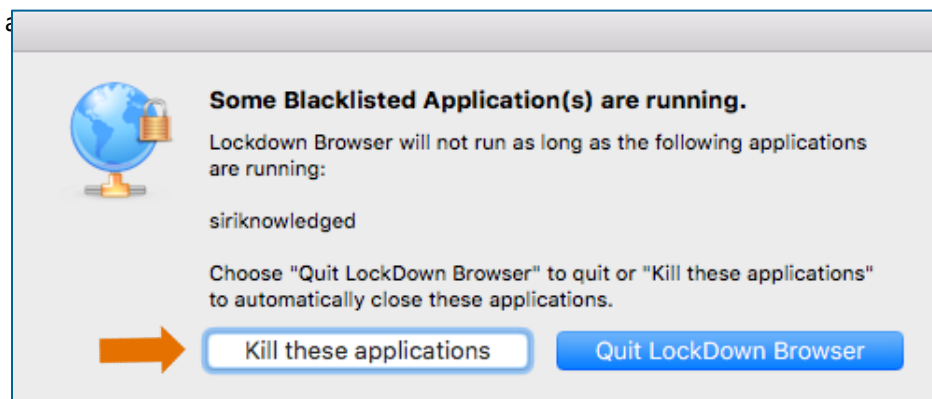 Some Blacklisted Application(s) are running.
Lockdown Browser will not run as long as the following applications
are running:
siriknowledged
Choose "Quit LockDown Browser" to quit or "Kill these applications"
to automatically close these applications.
Kill these applications
Quit LockDown Browser